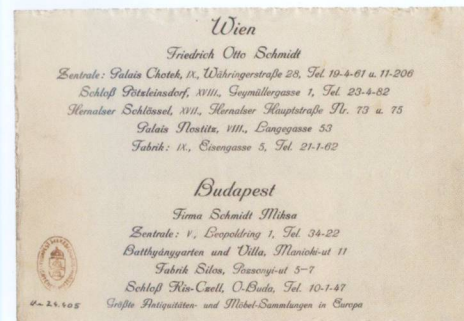 Wien
Friedrich Otto Schmidt
Zentrale: Palais Chotek, IX., Währingerstraße 28, Tel. 19-4-61 u. 11-206
Schloß Pötzleinsdorf, XVIII., Geymüllergasse 1, Tel. 23-4-82
Hernalser Schlössel, XVII., Hernalser Hauptstraße Nr. 73 u. 75
Palais Nostitz, VIII., Langegasse 53
Fabrik: IX., Eisengasse 5, Tel. 21-1-62
Budapest
Firma Schmidt Miksa
Zentrale: V., Leopoldring 1, Tel. 34-22
Batthyánygarten und Villa, Manioki-ut 11
Fabrik Silos, Pozsonyi-ut 5–7
Schloß Kis-Czell, O-Buda, Tel. 10-1-47
Größte Antiquitäten- und Möbel-Sammlungen in Europa